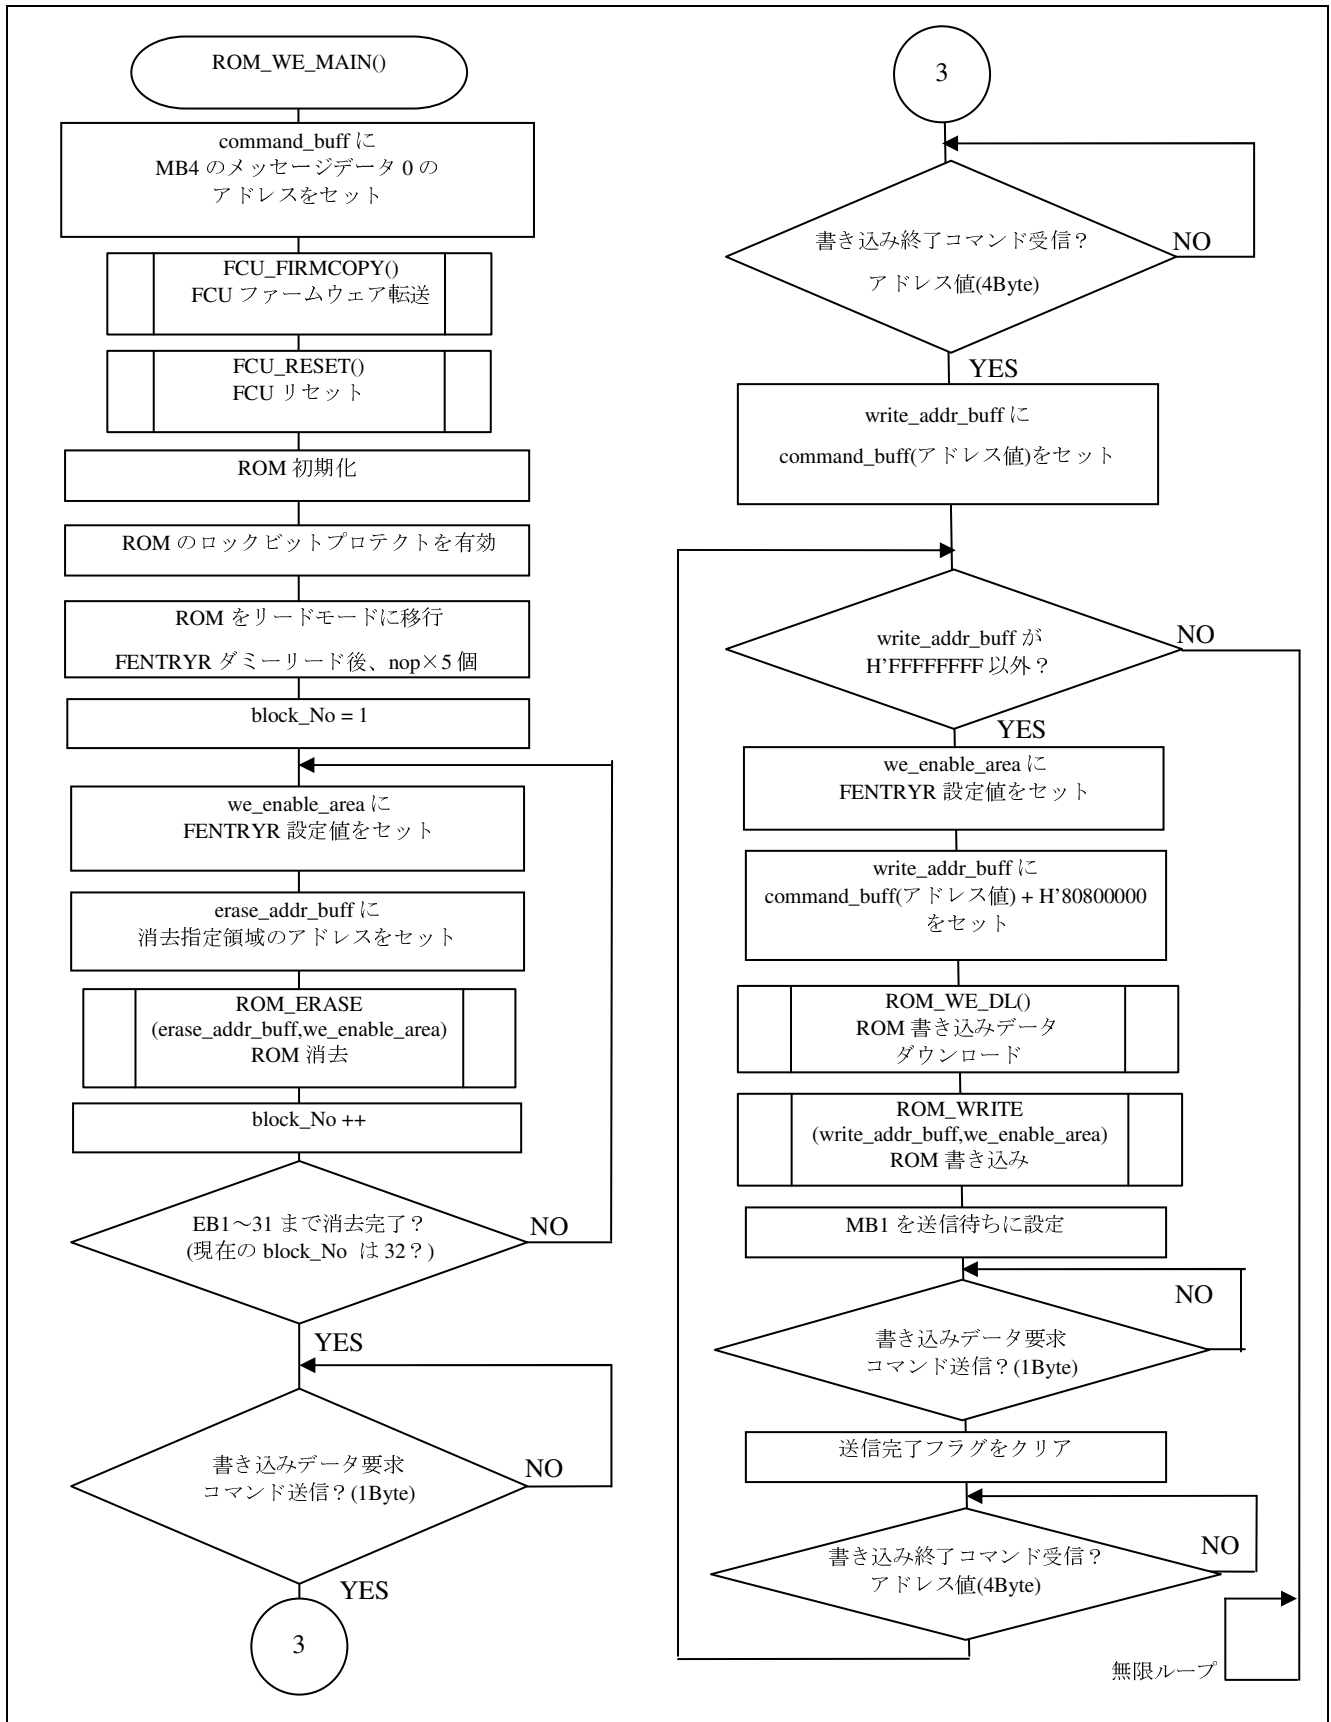 ROM_WE_MAIN()
command_buff に
MB4 のメッセージデータ 0 の
アドレスをセット
FCU_FIRMCOPY()
FCU ファームウェア転送
FCU_RESET()
FCU リセット
ROM 初期化
ROM のロックビットプロテクトを有効
ROM をリードモードに移行
FENTRYR ダミーリード後、nop×5 個
block_No = 1
we_enable_area に
FENTRYR 設定値をセット
erase_addr_buff に
消去指定領域のアドレスをセット
ROM_ERASE
(erase_addr_buff,we_enable_area)
ROM 消去
block_No ++
EB1～31 まで消去完了？
(現在の block_No は 32？)
NO
YES
書き込みデータ要求
コマンド送信？(1Byte)
NO
YES
3
3
書き込み終了コマンド受信？
アドレス値(4Byte)
NO
YES
write_addr_buff に
command_buff(アドレス値)をセット
write_addr_buff が
H'FFFFFFFF 以外？
NO
YES
we_enable_area に
FENTRYR 設定値をセット
write_addr_buff に
command_buff(アドレス値) + H'80800000
をセット
ROM_WE_DL()
ROM 書き込みデータ
ダウンロード
ROM_WRITE
(write_addr_buff,we_enable_area)
ROM 書き込み
MB1 を送信待ちに設定
NO
書き込みデータ要求
コマンド送信？(1Byte)
送信完了フラグをクリア
NO
書き込み終了コマンド受信？
アドレス値(4Byte)
無限ループ